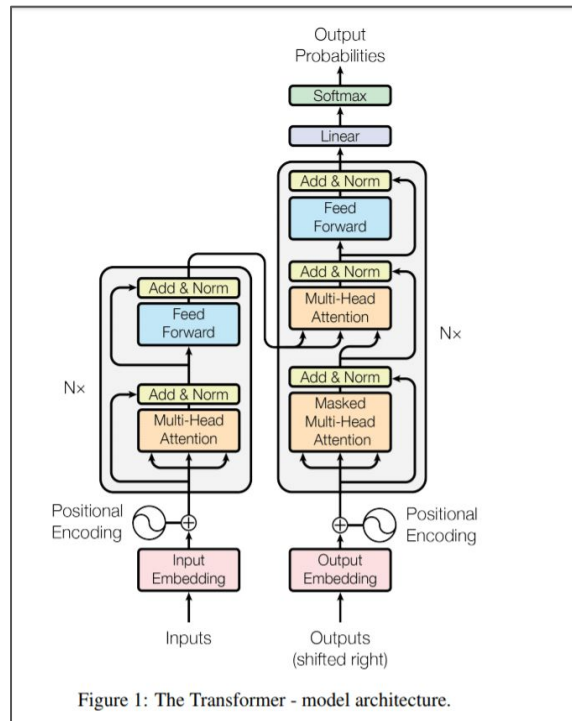 Output
Probabilities
Softmax
Linear
Add & Norm
Feed
Forward
Add & Norm
Multi-Head
Attention
Add & Norm
Masked
Multi-Head
Attention
N×
Add & Norm
Feed
Forward
Add & Norm
Multi-Head
Attention
N×
Positional
Encoding
Positional
Encoding
Input
Embedding
Output
Embedding
Inputs
Outputs
(shifted right)
Figure 1: The Transformer - model architecture.